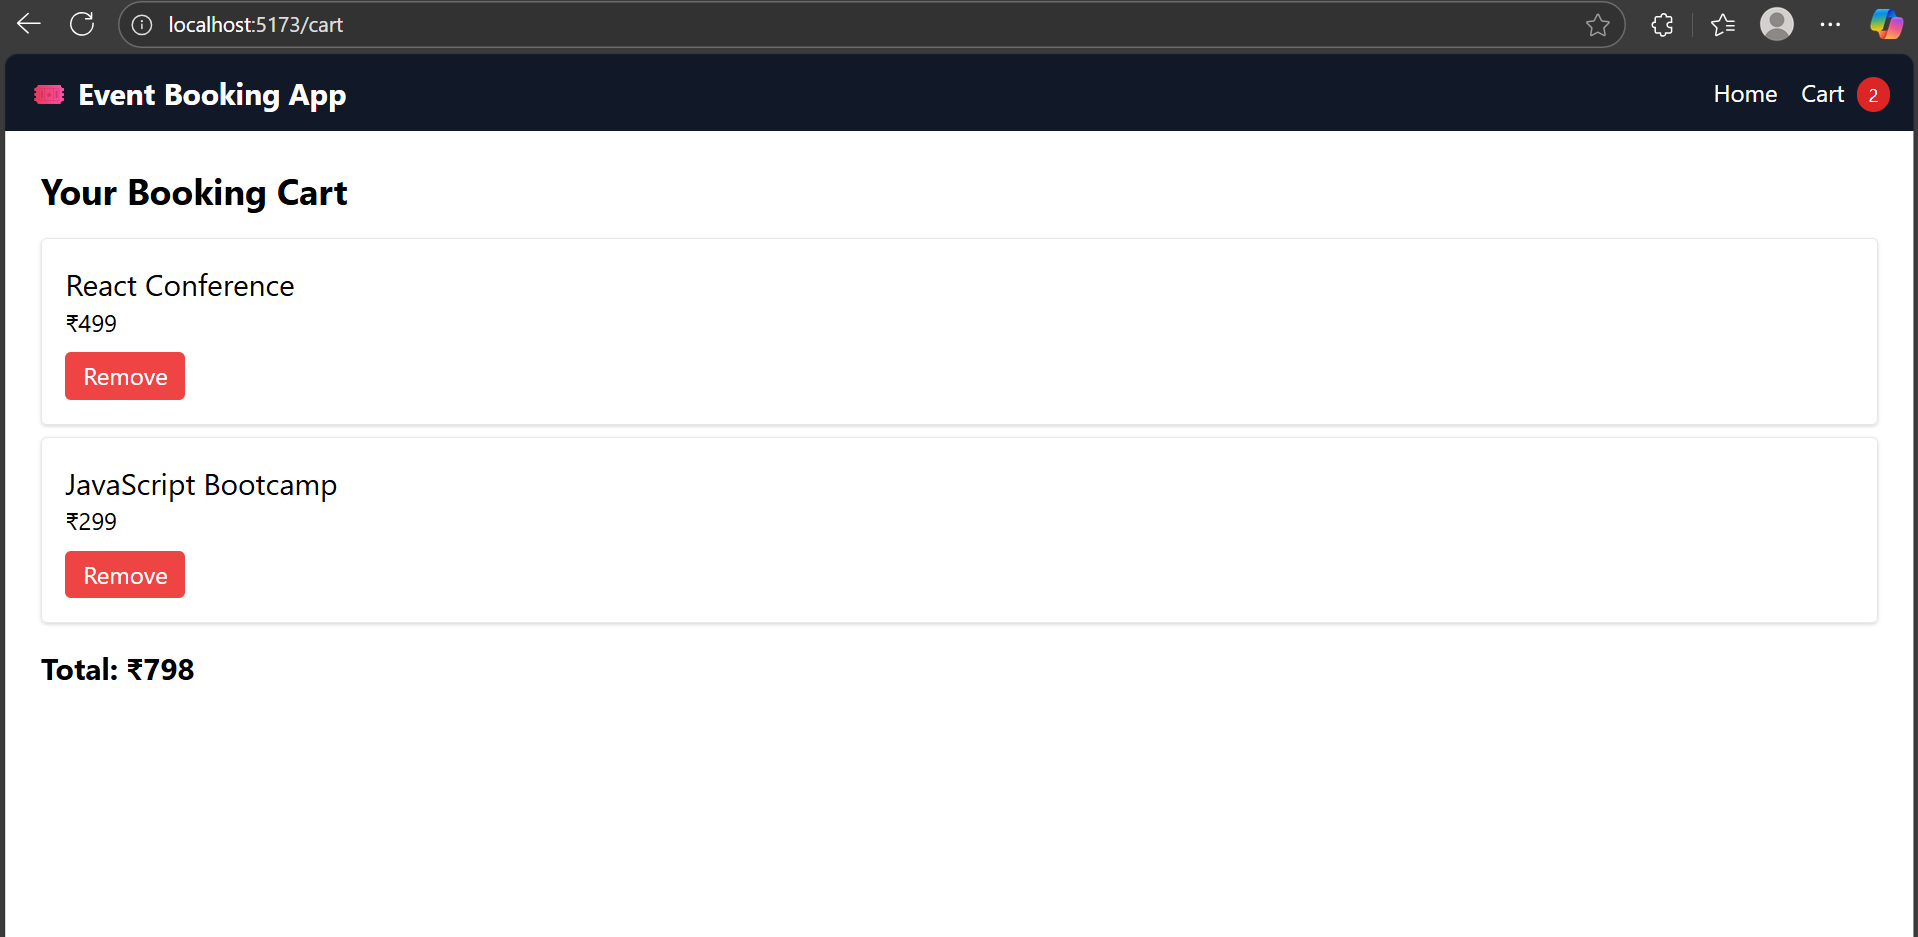 localhost:5173/cart
Event Booking App
Home Cart 2
Your Booking Cart
React Conference
₹499
Remove
JavaScript Bootcamp
₹299
Remove
Total: ₹798